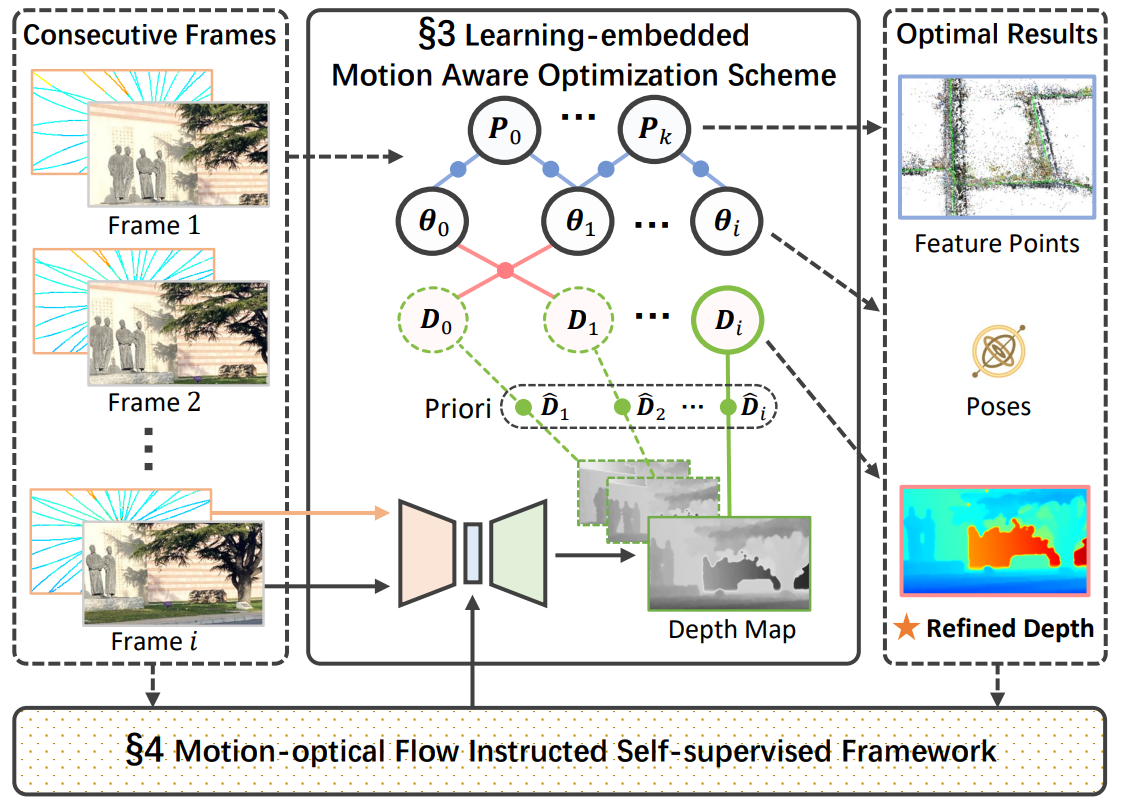 Consecutive Frames
Frame 1
Frame 2
Frame i
§3 Learning-embedded
Motion Aware Optimization Scheme
P₀ ··· Pₖ
θ₀ θ₁ ··· θᵢ
D₀ D₁ ··· Dᵢ
Priori D̂₁ D̂₂ ··· D̂ᵢ
Depth Map
Optimal Results
Feature Points
Poses
Refined Depth
§4 Motion-optical Flow Instructed Self-supervised Framework